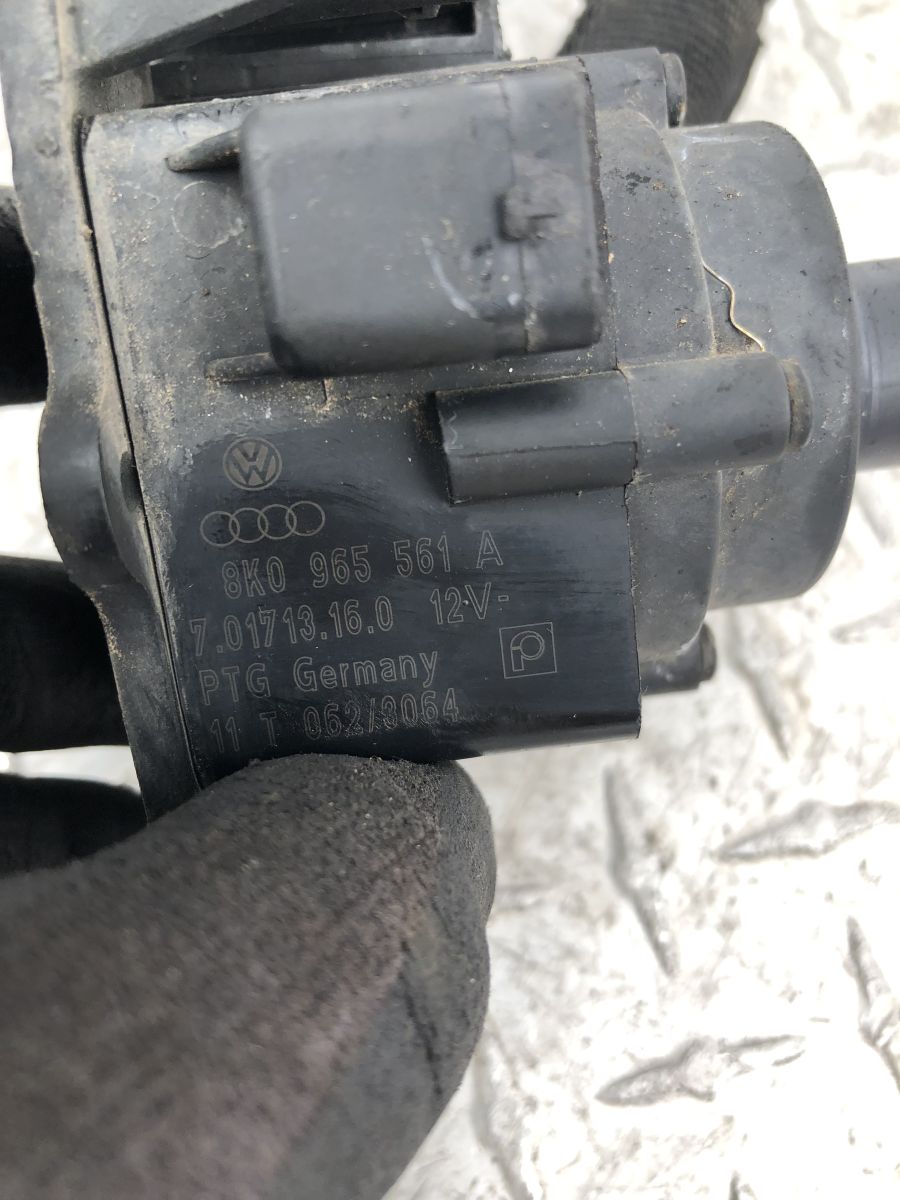 8K0 965 561 A
7.01713.16.0 12V-
PTG Germany
11 T 062/3064